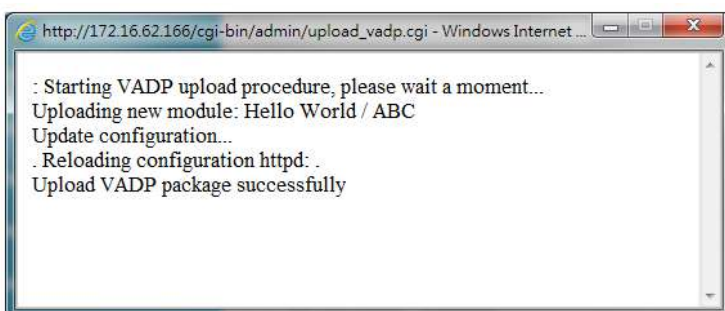 http://172.16.62.166/cgi-bin/admin/upload_vadp.cgi - Windows Internet ...
: Starting VADP upload procedure, please wait a moment...
Uploading new module: Hello World / ABC
Update configuration...
. Reloading configuration httpd: .
Upload VADP package successfully